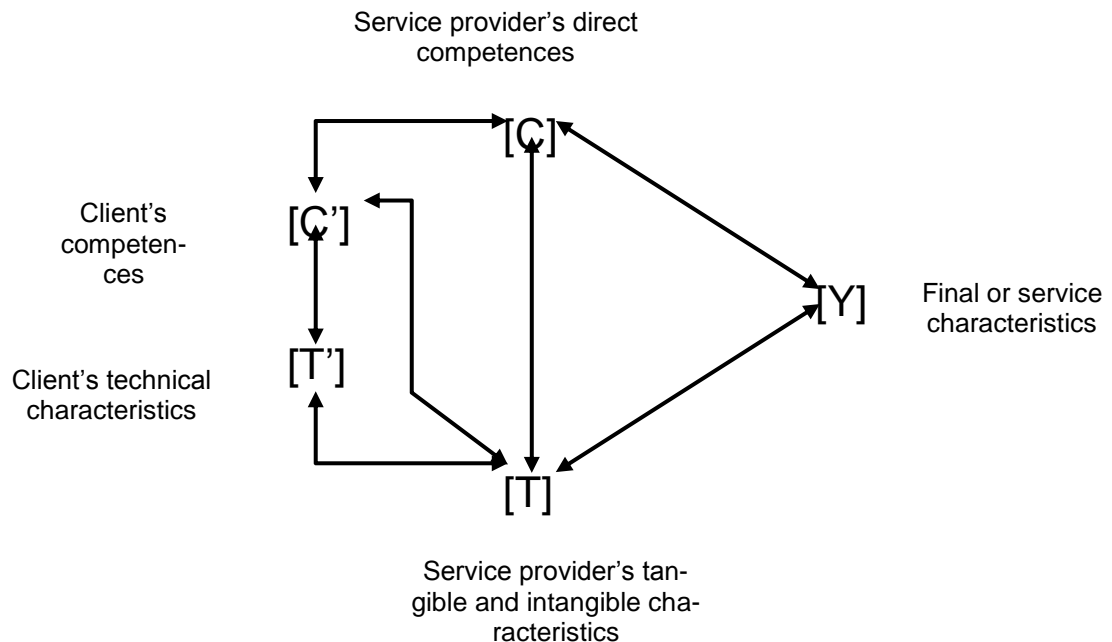 Service provider’s direct
competences
[C]
Client’s
competen-
ces
[C’]
[Y]
Final or service
characteristics
Client’s technical
characteristics
[T’]
[T]
Service provider’s tan-
gible and intangible cha-
racteristics